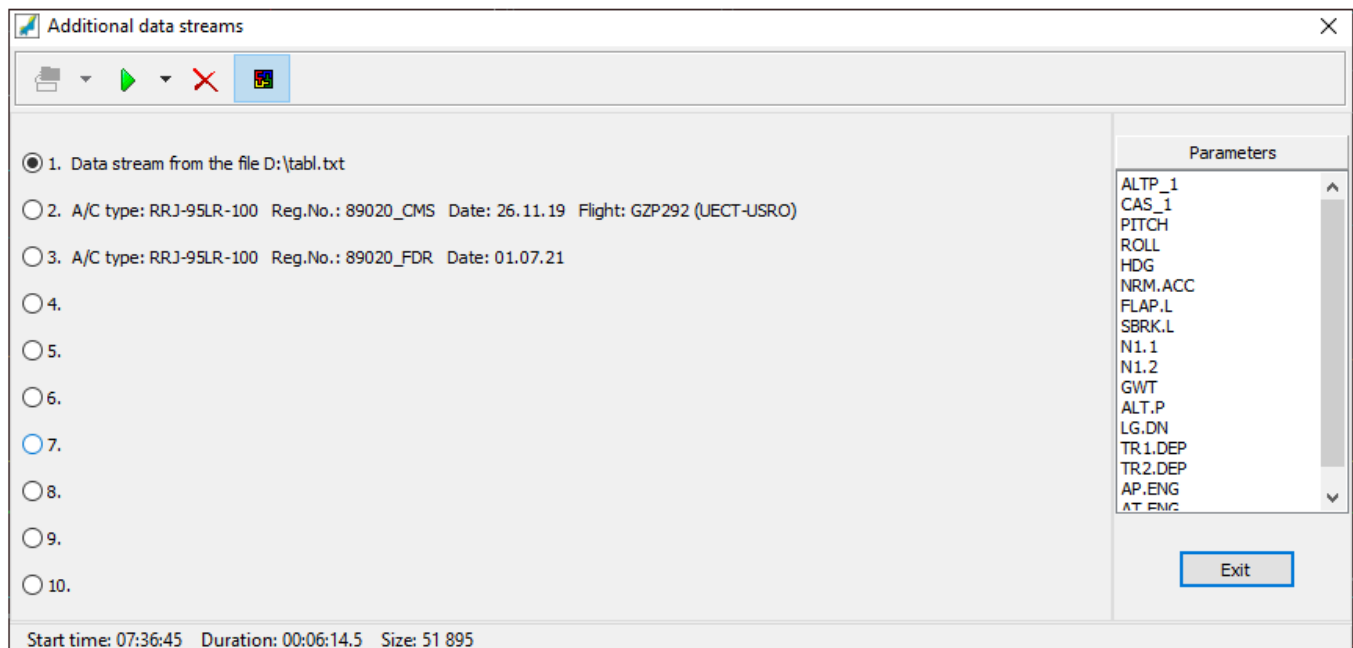 Additional data streams
1. Data stream from the file D:\tabl.txt
2. A/C type: RRJ-95LR-100 Reg.No.: 89020_CMS Date: 26.11.19 Flight: GZP292 (UECT-USRO)
3. A/C type: RRJ-95LR-100 Reg.No.: 89020_FDR Date: 01.07.21
4.
5.
6.
7.
8.
9.
10.
Parameters
ALTP_1
CAS_1
PITCH
ROLL
HDG
NRM.ACC
FLAP.L
SBRK.L
N1.1
N1.2
GWT
ALT.P
LG.DN
TR1.DEP
TR2.DEP
AP.ENG
AT.ENG
Exit
Start time: 07:36:45 Duration: 00:06:14.5 Size: 51 895